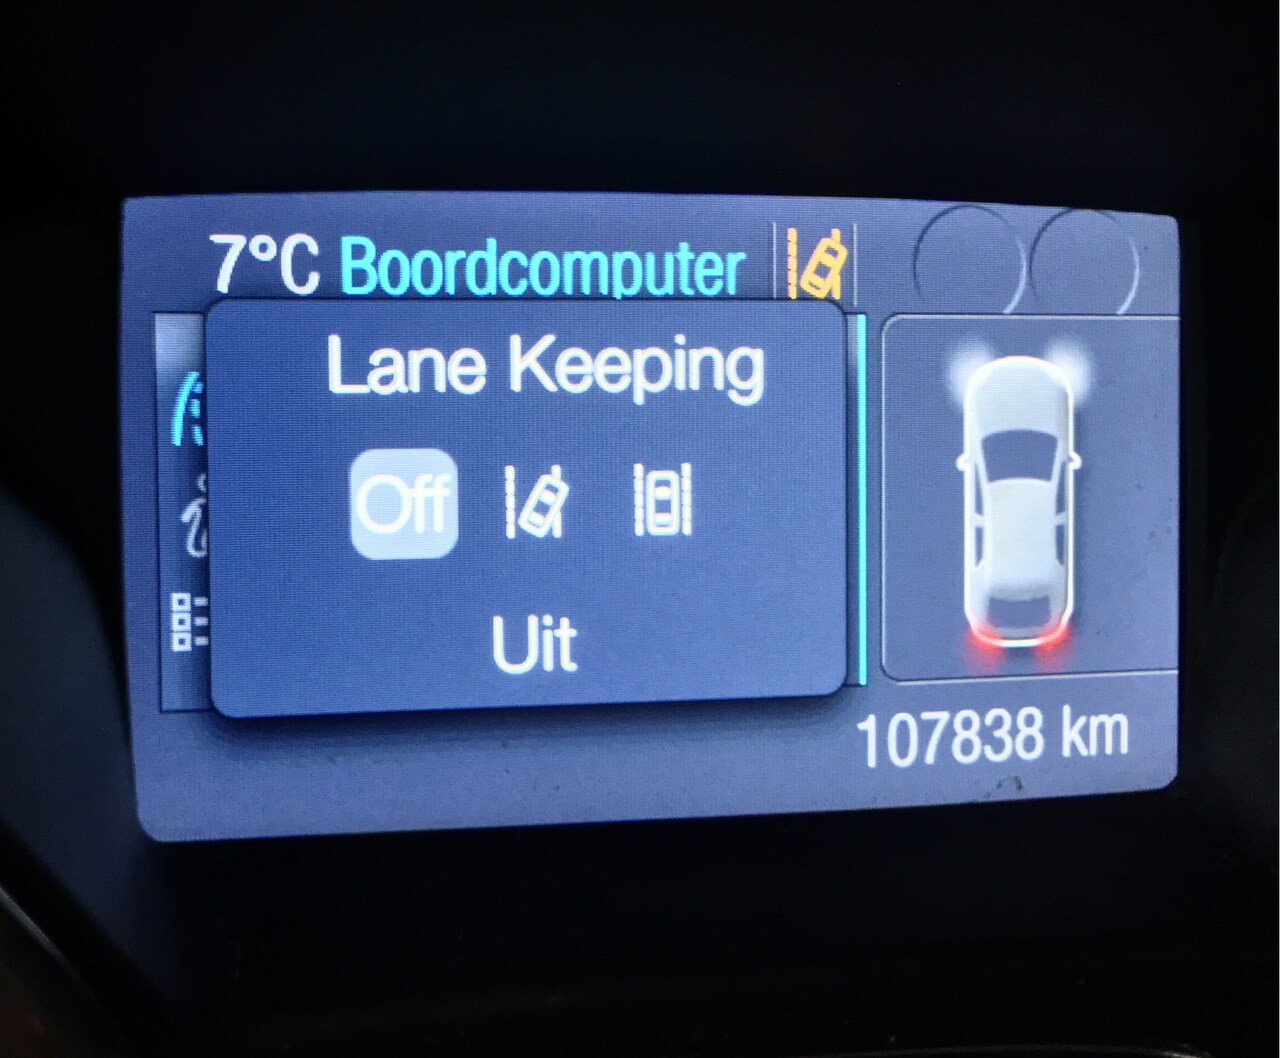 7°C Boordcomputer
Lane Keeping
Off
Uit
107838 km